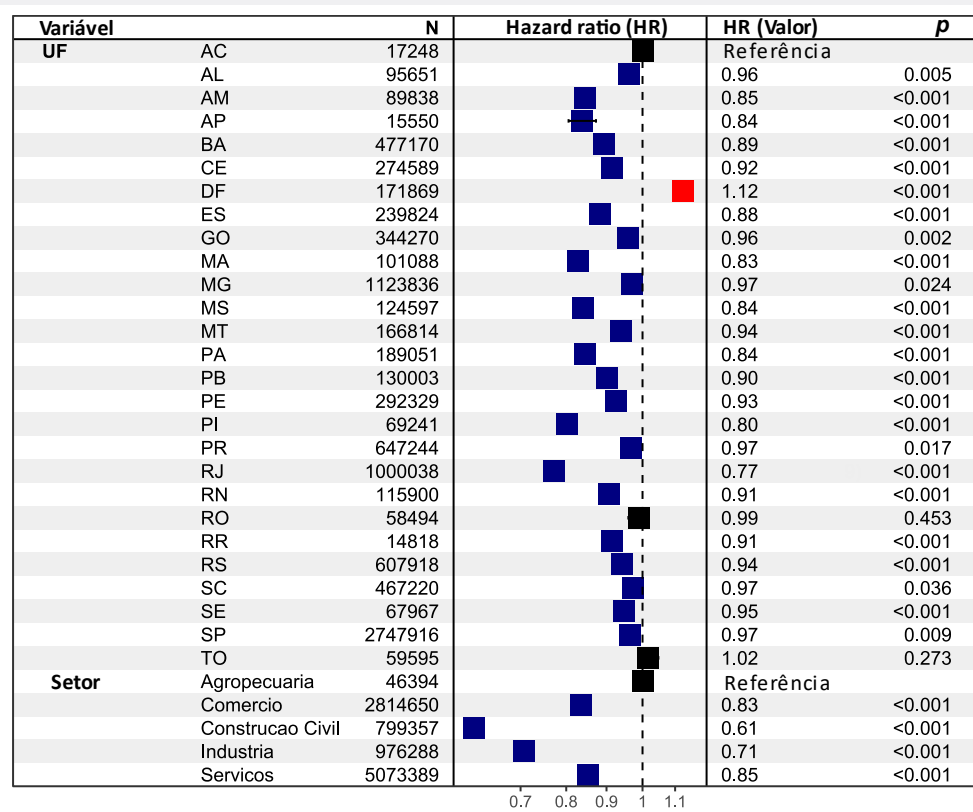 Variável N Hazard ratio (HR) HR (Valor) p
UF AC 17248 Referência
AL 95651 0.96 0.005
AM 89838 0.85 <0.001
AP 15550 0.84 <0.001
BA 477170 0.89 <0.001
CE 274589 0.92 <0.001
DF 171869 1.12 <0.001
ES 239824 0.88 <0.001
GO 344270 0.96 0.002
MA 101088 0.83 <0.001
MG 1123836 0.97 0.024
MS 124597 0.84 <0.001
MT 166814 0.94 <0.001
PA 189051 0.84 <0.001
PB 130003 0.90 <0.001
PE 292329 0.93 <0.001
PI 69241 0.80 <0.001
PR 647244 0.97 0.017
RJ 1000038 0.77 <0.001
RN 115900 0.91 <0.001
RO 58494 0.99 0.453
RR 14818 0.91 <0.001
RS 607918 0.94 <0.001
SC 467220 0.97 0.036
SE 67967 0.95 <0.001
SP 2747916 0.97 0.009
TO 59595 1.02 0.273
Setor Agropecuaria 46394 Referência
Comercio 2814650 0.83 <0.001
Construcao Civil 799357 0.61 <0.001
Industria 976288 0.71 <0.001
Servicos 5073389 0.85 <0.001
0.7 0.8 0.9 1 1.1